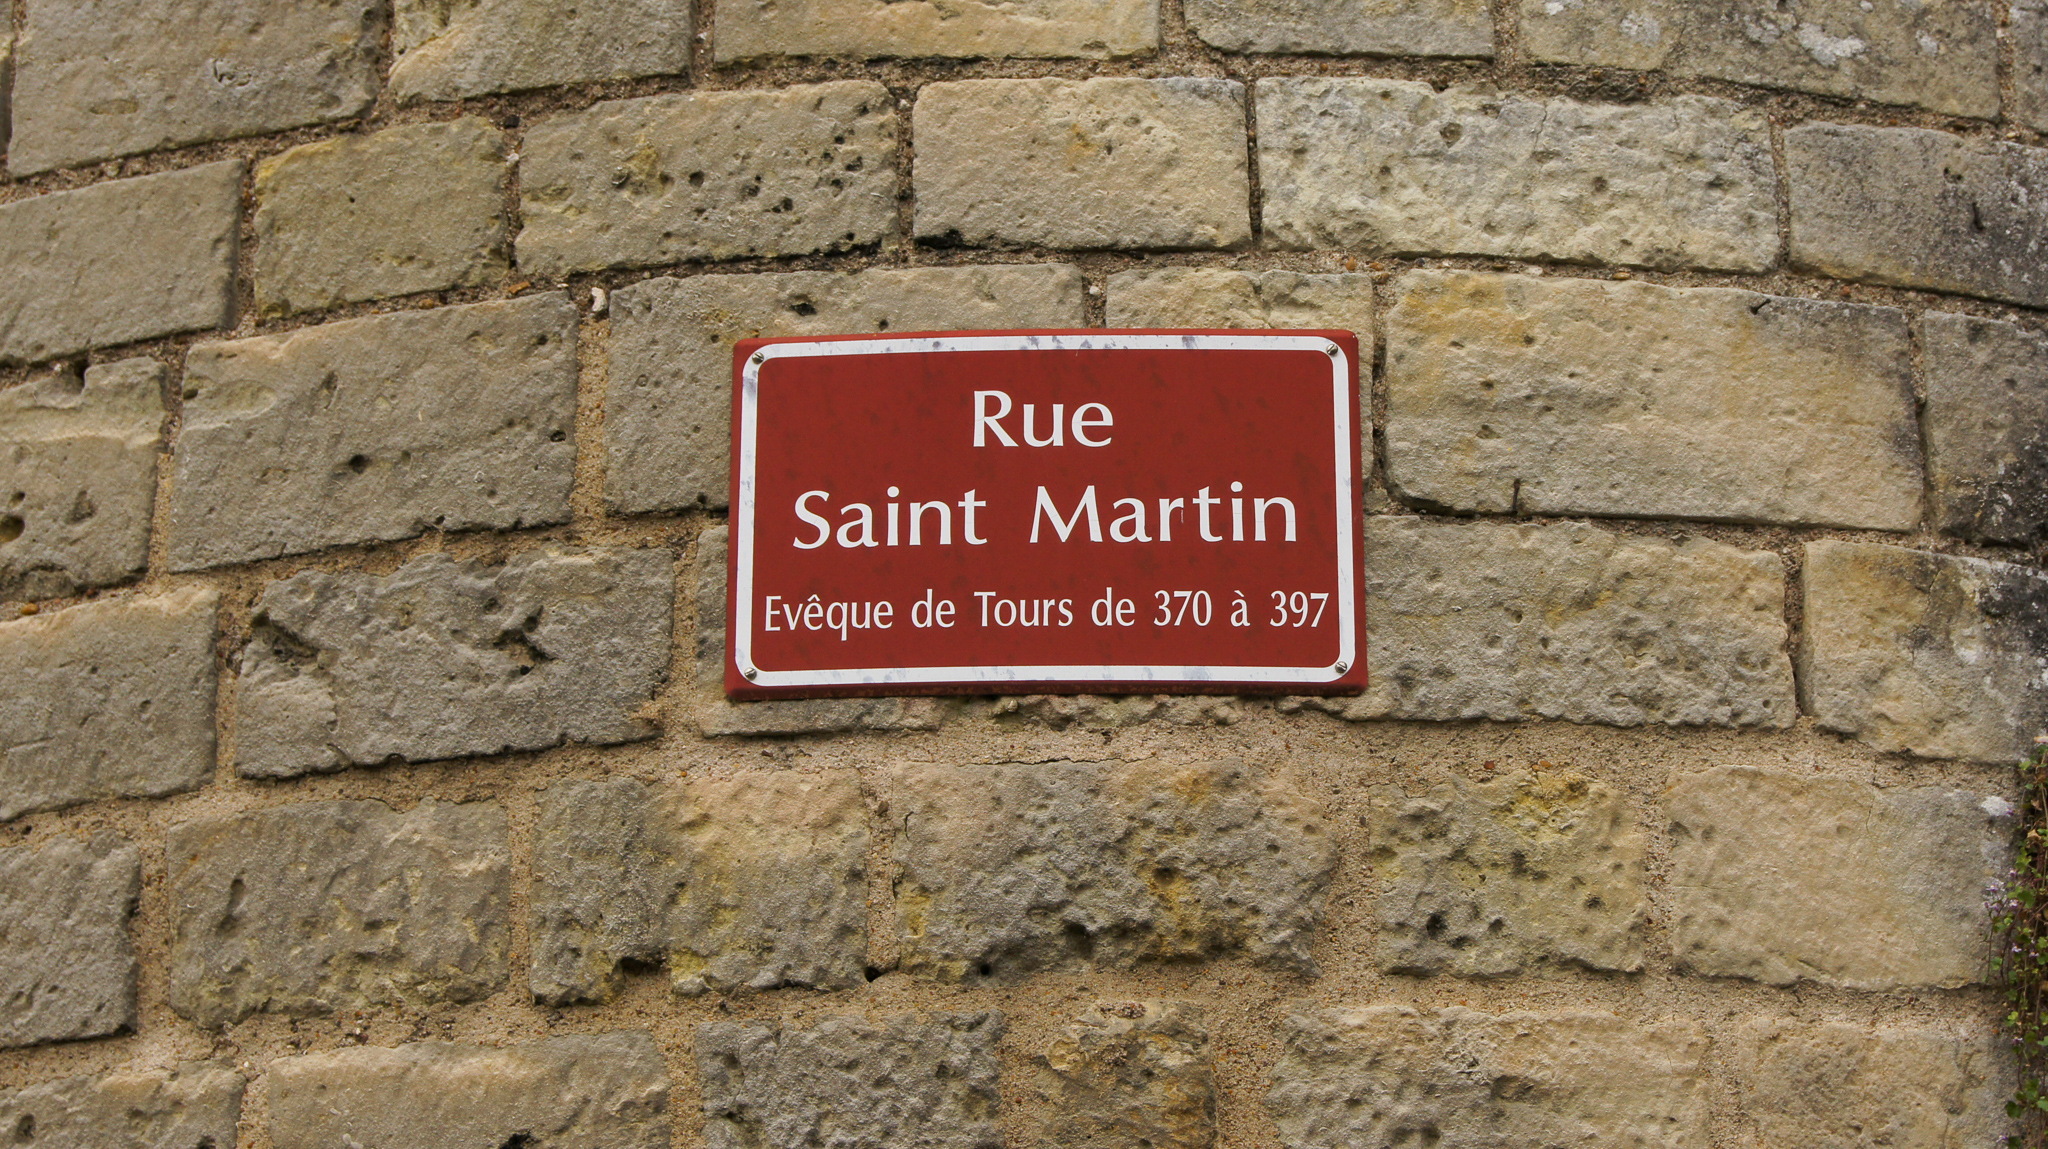 Rue
Saint Martin
Evêque de Tours de 370 à 397